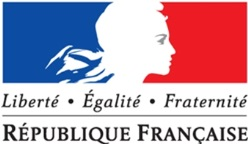 Liberté • Égalité • Fraternité
RÉPUBLIQUE FRANÇAISE